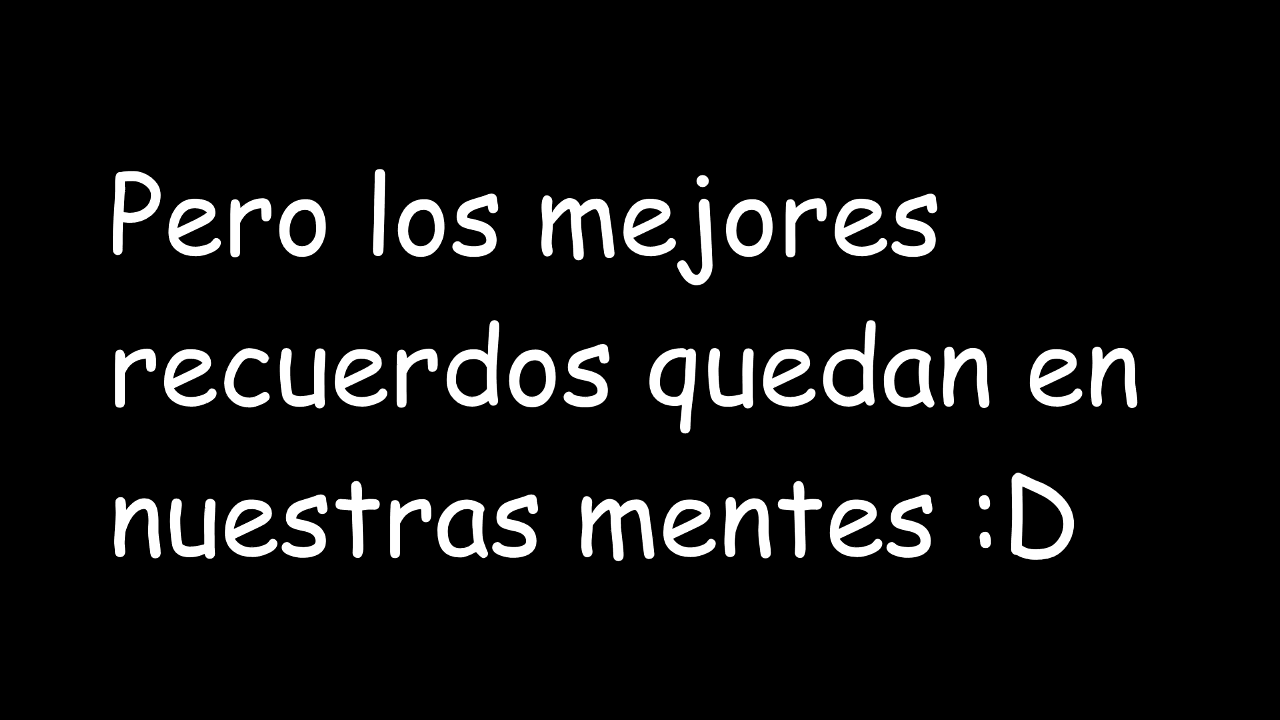 Pero los mejores
recuerdos quedan en
nuestras mentes :D